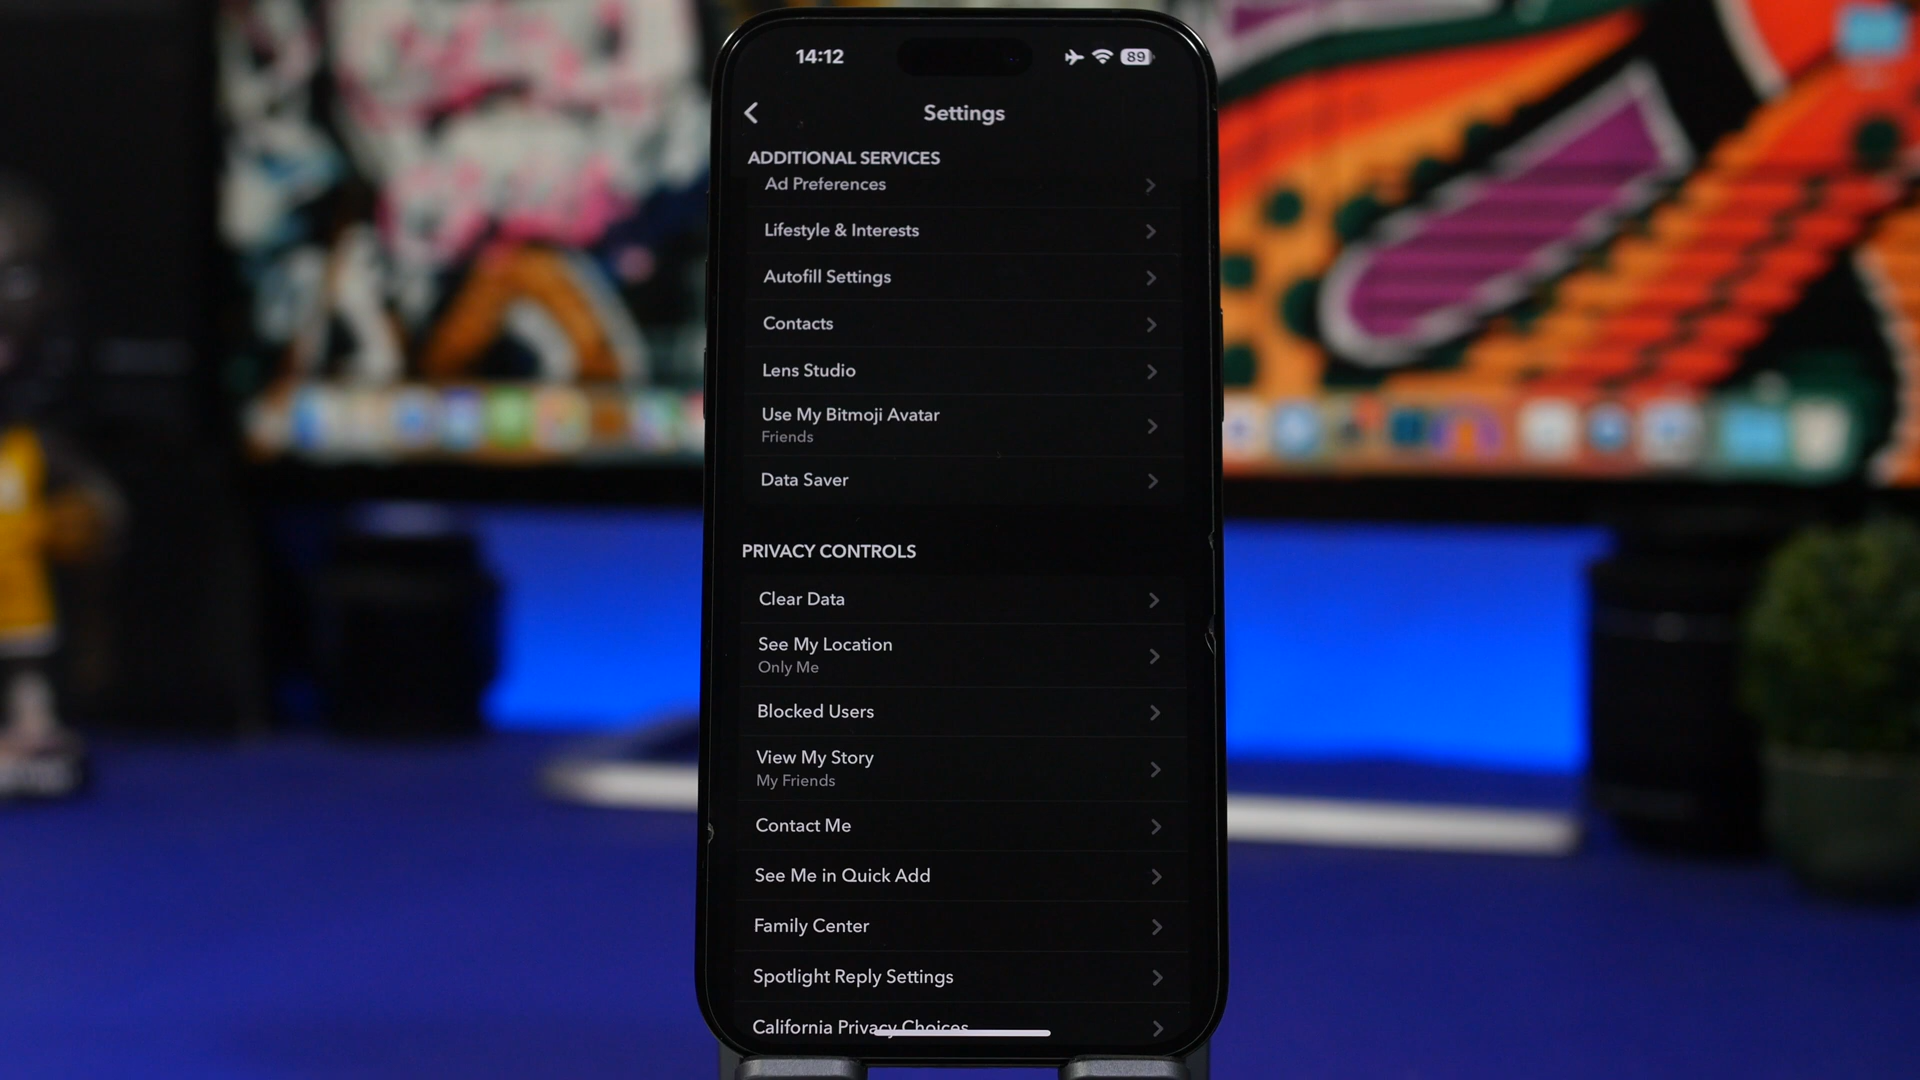 14:12
89
Settings
ADDITIONAL SERVICES
Ad Preferences
Lifestyle & Interests
Autofill Settings
Contacts
Lens Studio
Use My Bitmoji Avatar
Friends
Data Saver
PRIVACY CONTROLS
Clear Data
See My Location
Only Me
Blocked Users
View My Story
My Friends
Contact Me
See Me in Quick Add
Family Center
Spotlight Reply Settings
California Privacy Choices